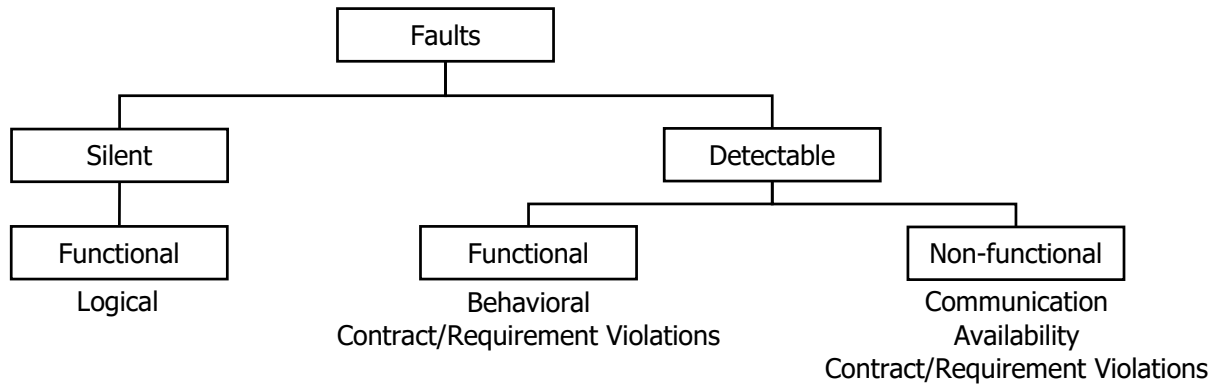 Faults
Silent
Detectable
Functional
Functional
Non-functional
Logical
Behavioral
Contract/Requirement Violations
Communication
Availability
Contract/Requirement Violations